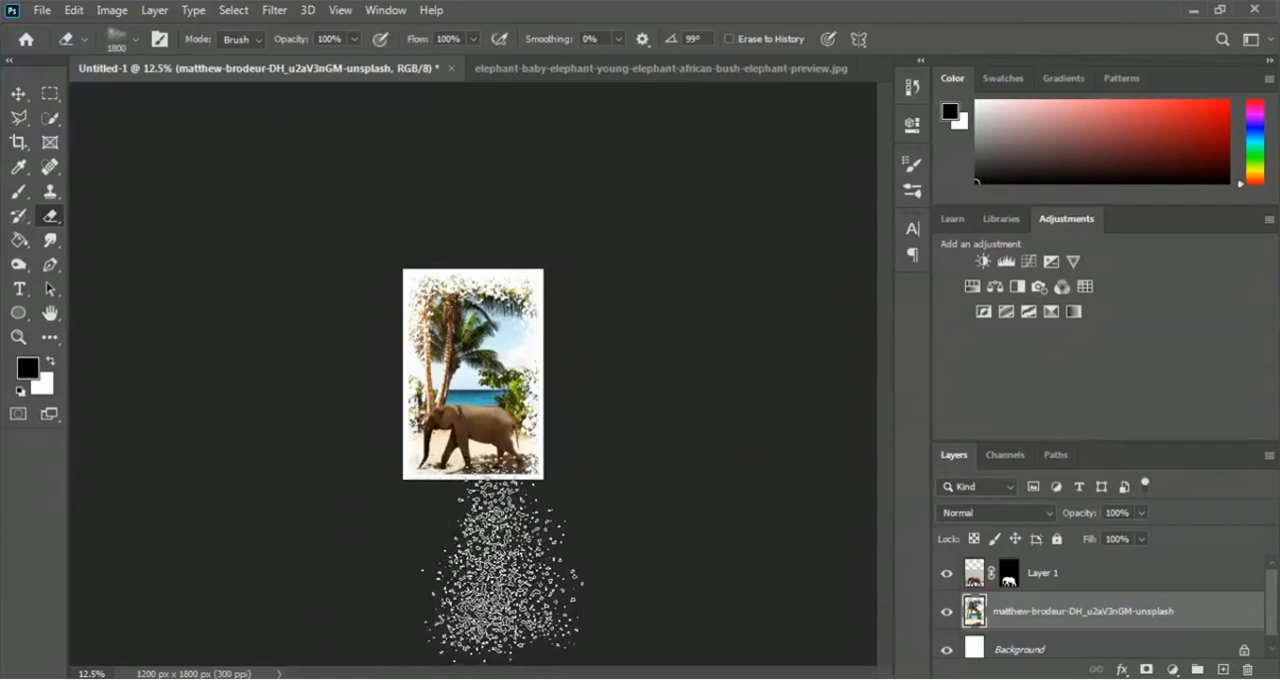 Ps File Edit Image Layer Type Select Filter 3D View Window Help
1800 Mode: Brush Opacity: 100% Flow: 100% Smoothing: 0% 99° Erase to History
Untitled-1 @ 12.5% (matthew-brodeur-DH_u2aV3nGM-unsplash, RGB/8) * × elephant-baby-elephant-young-elephant-african-bush-elephant-preview.jpg
Color Swatches Gradients Patterns
Learn Libraries Adjustments
Add an adjustment
Layers Channels Paths
Kind
Normal Opacity: 100%
Lock: Fill: 100%
Layer 1
matthew-brodeur-DH_u2aV3nGM-unsplash
Background
12.5% 1200 px x 1800 px (300 ppi)